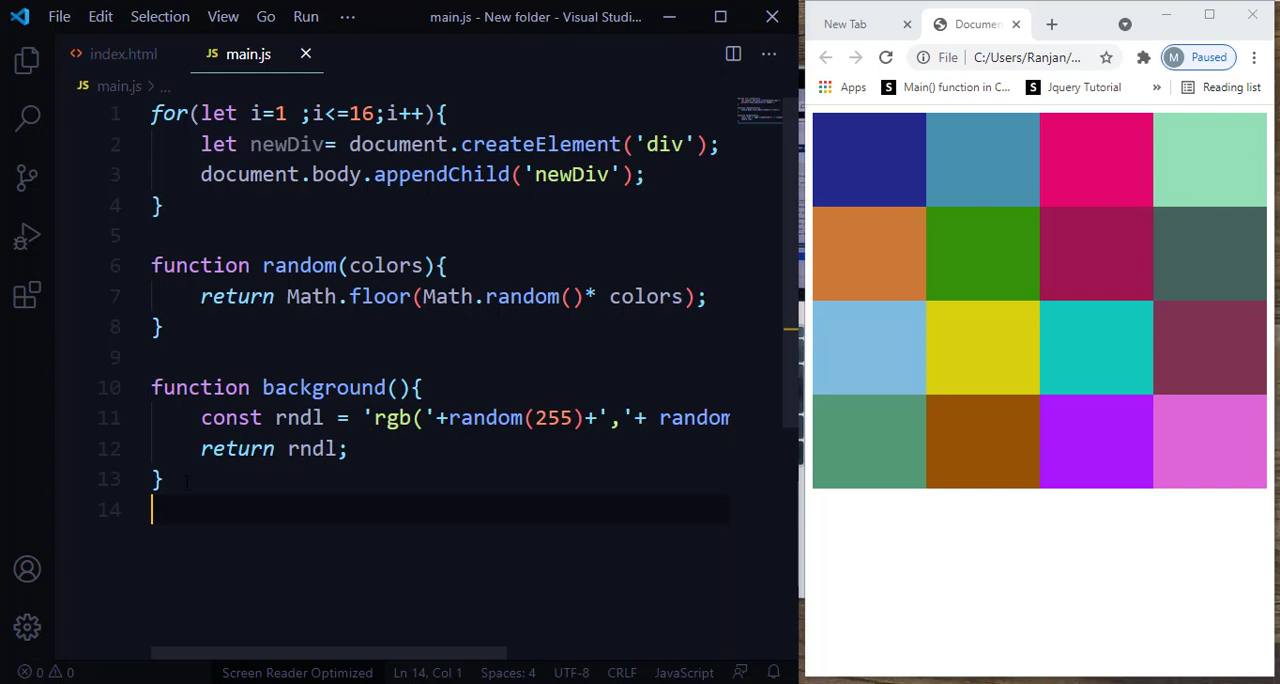 File Edit Selection View Go Run ··· main.js - New folder - Visual Studi...
index.html JS main.js
JS main.js > ...
1 for(let i=1 ;i<=16;i++){
2 let newDiv= document.createElement('div');
3 document.body.appendChild('newDiv');
4 }
5
6 function random(colors){
7 return Math.floor(Math.random()* colors);
8 }
9
10 function background(){
11 const rndl = 'rgb('+random(255)+','+ random
12 return rndl;
13 }
14
0 0 Screen Reader Optimized Ln 14, Col 1 Spaces: 4 UTF-8 CRLF JavaScript
New Tab Documen
File C:/Users/Ranjan/... M Paused
Apps S Main() function in C... S Jquery Tutorial » Reading list